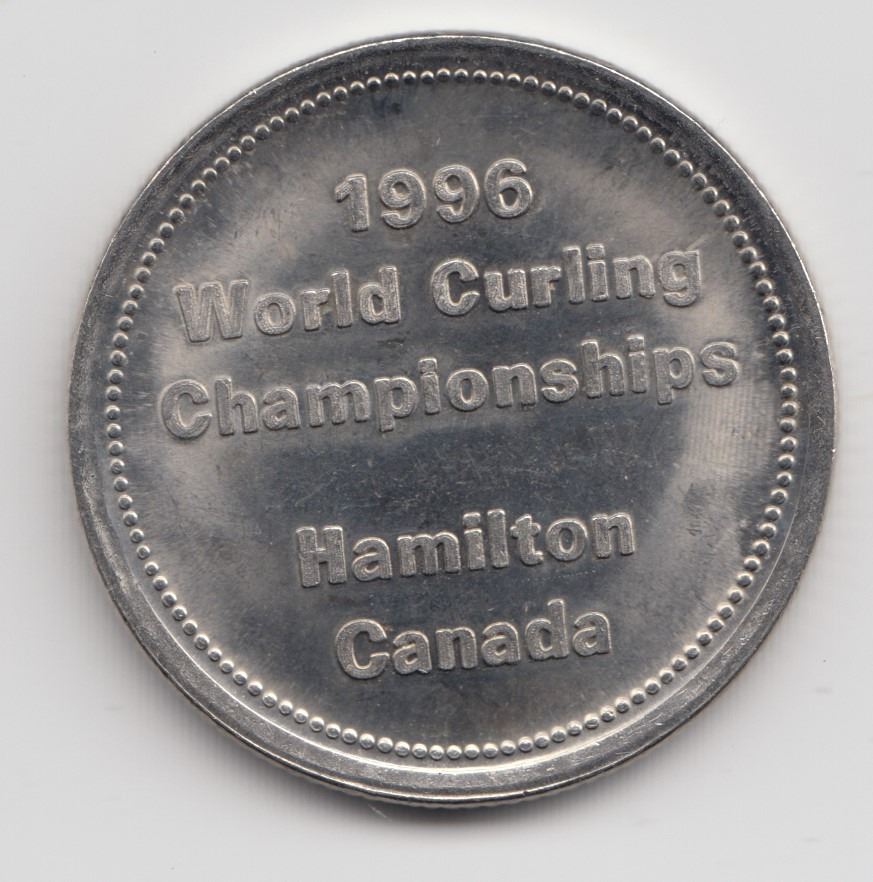 1996
World Curling
Championships
Hamilton
Canada